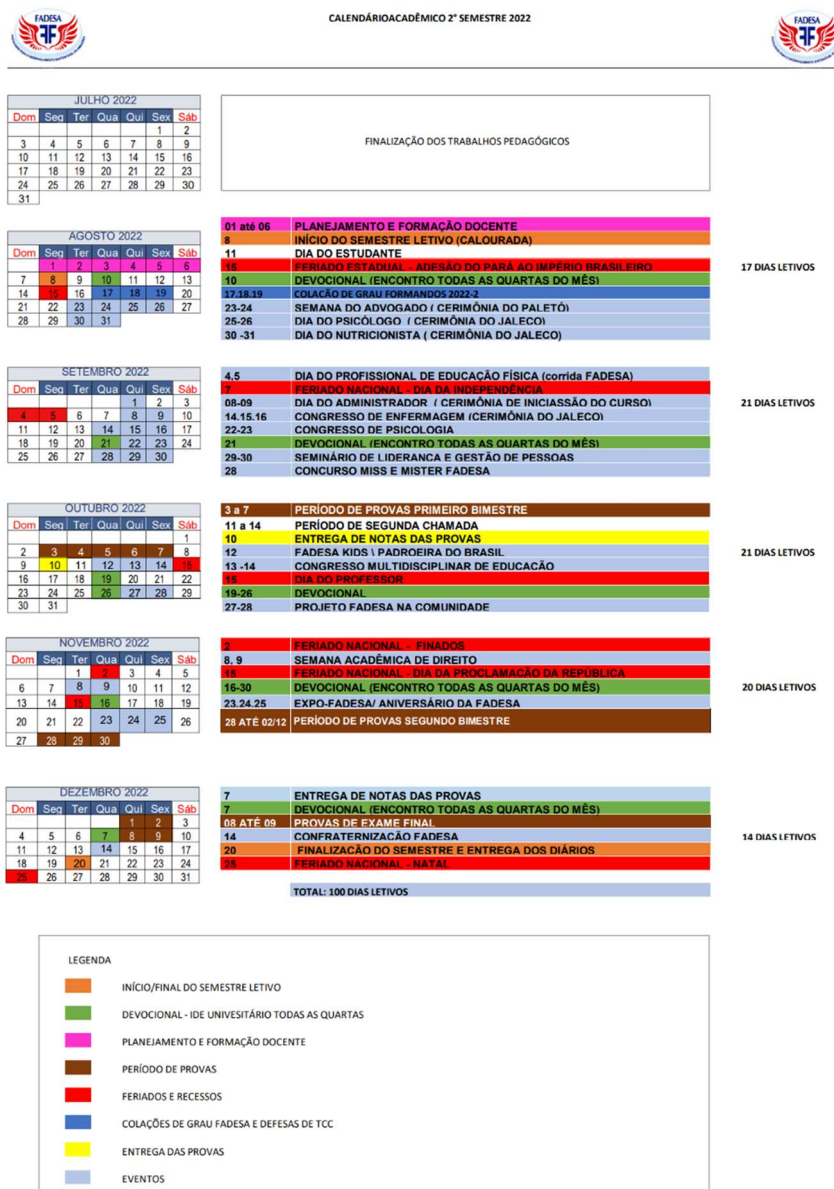 FADESA
CALENDÁRIOACADÊMICO 2° SEMESTRE 2022
FADESA
JULHO 2022
Dom Seg Ter Qua Qui Sex Sáb
1 2
3 4 5 6 7 8 9
10 11 12 13 14 15 16
17 18 19 20 21 22 23
24 25 26 27 28 29 30
31
FINALIZAÇÃO DOS TRABALHOS PEDAGÓGICOS
AGOSTO 2022
Dom Seg Ter Qua Qui Sex Sáb
1 2 3 4 5 6
7 8 9 10 11 12 13
14 15 16 17 18 19 20
21 22 23 24 25 26 27
28 29 30 31
01 até 06 PLANEJAMENTO E FORMAÇÃO DOCENTE
8 INÍCIO DO SEMESTRE LETIVO (CALOURADA)
11 DIA DO ESTUDANTE
15 FERIADO ESTADUAL - ADESÃO DO PARÁ AO IMPÉRIO BRASILEIRO
10 DEVOCIONAL (ENCONTRO TODAS AS QUARTAS DO MÊS)
17.18.19 COLAÇÃO DE GRAU FORMANDOS 2022-2
23-24 SEMANA DO ADVOGADO ( CERIMÔNIA DO PALETÓ)
25-26 DIA DO PSICÓLOGO ( CERIMÔNIA DO JALECO)
30 -31 DIA DO NUTRICIONISTA ( CERIMÔNIA DO JALECO)
17 DIAS LETIVOS
SETEMBRO 2022
Dom Seg Ter Qua Qui Sex Sáb
1 2 3
4 5 6 7 8 9 10
11 12 13 14 15 16 17
18 19 20 21 22 23 24
25 26 27 28 29 30
4,5 DIA DO PROFISSIONAL DE EDUCAÇÃO FÍSICA (corrida FADESA)
7 FERIADO NACIONAL - DIA DA INDEPENDÊNCIA
08-09 DIA DO ADMINISTRADOR ( CERIMÔNIA DE INICIASSÃO DO CURSO)
14.15.16 CONGRESSO DE ENFERMAGEM (CERIMÔNIA DO JALECO)
22-23 CONGRESSO DE PSICOLOGIA
21 DEVOCIONAL (ENCONTRO TODAS AS QUARTAS DO MÊS)
29-30 SEMINÁRIO DE LIDERANÇA E GESTÃO DE PESSOAS
28 CONCURSO MISS E MISTER FADESA
21 DIAS LETIVOS
OUTUBRO 2022
Dom Seg Ter Qua Qui Sex Sáb
1
2 3 4 5 6 7 8
9 10 11 12 13 14 15
16 17 18 19 20 21 22
23 24 25 26 27 28 29
30 31
3 a 7 PERÍODO DE PROVAS PRIMEIRO BIMESTRE
11 a 14 PERÍODO DE SEGUNDA CHAMADA
10 ENTREGA DE NOTAS DAS PROVAS
12 FADESA KIDS \ PADROEIRA DO BRASIL
13 -14 CONGRESSO MULTIDISCIPLINAR DE EDUCAÇÃO
15 DIA DO PROFESSOR
19-26 DEVOCIONAL
27-28 PROJETO FADESA NA COMUNIDADE
21 DIAS LETIVOS
NOVEMBRO 2022
Dom Seg Ter Qua Qui Sex Sáb
1 2 3 4 5
6 7 8 9 10 11 12
13 14 15 16 17 18 19
20 21 22 23 24 25 26
27 28 29 30
2 FERIADO NACIONAL - FINADOS
8, 9 SEMANA ACADÊMICA DE DIREITO
15 FERIADO NACIONAL - DIA DA PROCLAMAÇÃO DA REPUBLICA
16-30 DEVOCIONAL (ENCONTRO TODAS AS QUARTAS DO MÊS)
23.24.25 EXPO-FADESA/ ANIVERSÁRIO DA FADESA
28 ATÉ 02/12 PERÍODO DE PROVAS SEGUNDO BIMESTRE
20 DIAS LETIVOS
DEZEMBRO 2022
Dom Seg Ter Qua Qui Sex Sáb
1 2 3
4 5 6 7 8 9 10
11 12 13 14 15 16 17
18 19 20 21 22 23 24
25 26 27 28 29 30 31
7 ENTREGA DE NOTAS DAS PROVAS
7 DEVOCIONAL (ENCONTRO TODAS AS QUARTAS DO MÊS)
08 ATÉ 09 PROVAS DE EXAME FINAL
14 CONFRATERNIZAÇÃO FADESA
20 FINALIZAÇÃO DO SEMESTRE E ENTREGA DOS DIÁRIOS
25 FERIADO NACIONAL - NATAL
14 DIAS LETIVOS
TOTAL: 100 DIAS LETIVOS
LEGENDA
INÍCIO/FINAL DO SEMESTRE LETIVO
DEVOCIONAL - IDE UNIVESITÁRIO TODAS AS QUARTAS
PLANEJAMENTO E FORMAÇÃO DOCENTE
PERÍODO DE PROVAS
FERIADOS E RECESSOS
COLAÇÕES DE GRAU FADESA E DEFESAS DE TCC
ENTREGA DAS PROVAS
EVENTOS